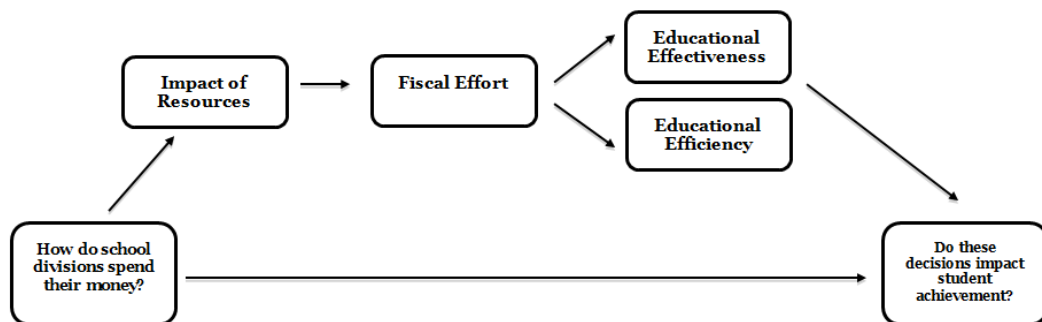 Educational
Effectiveness
Impact of
Resources
Fiscal Effort
Educational
Efficiency
How do school
divisions spend
their money?
Do these
decisions impact
student
achievement?